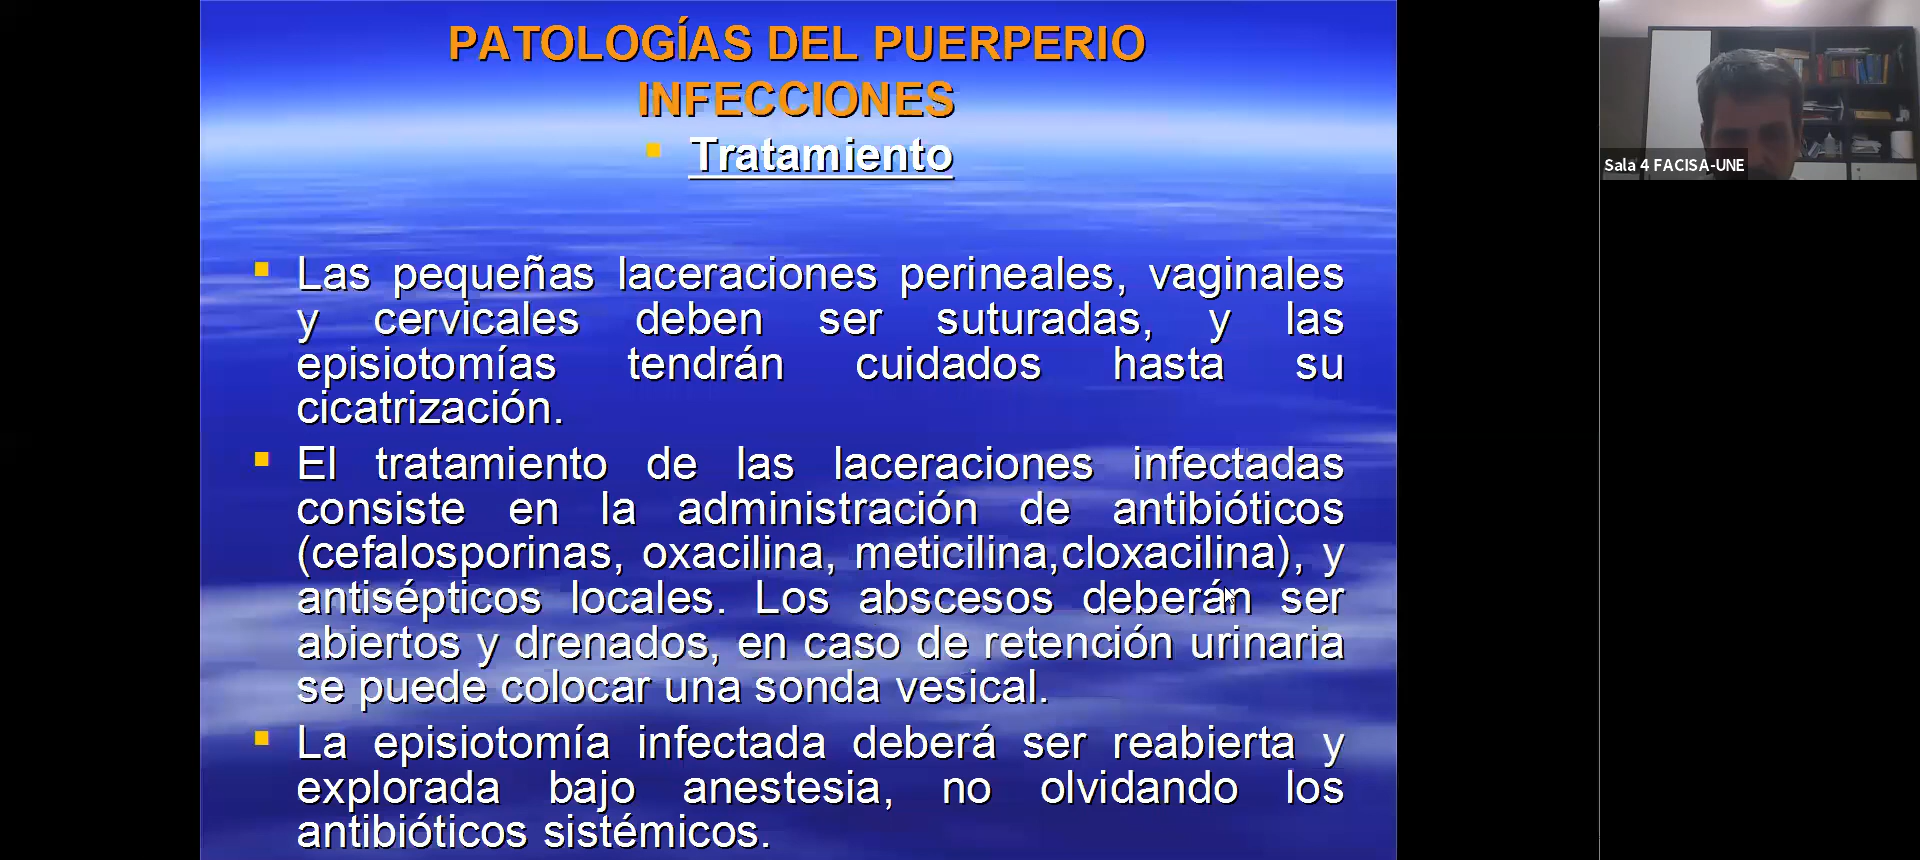 PATOLOGÍAS DEL PUERPERIO
INFECCIONES
Tratamiento
Las pequeñas laceraciones perineales, vaginales
y cervicales deben ser suturadas, y las
episiotomías tendrán cuidados hasta su
cicatrización.
El tratamiento de las laceraciones infectadas
consiste en la administración de antibióticos
(cefalosporinas, oxacilina, meticilina,cloxacilina), y
antisépticos locales. Los abscesos deberán ser
abiertos y drenados, en caso de retención urinaria
se puede colocar una sonda vesical.
La episiotomía infectada deberá ser reabierta y
explorada bajo anestesia, no olvidando los
antibióticos sistémicos.
Sala 4 FACISA-UNE